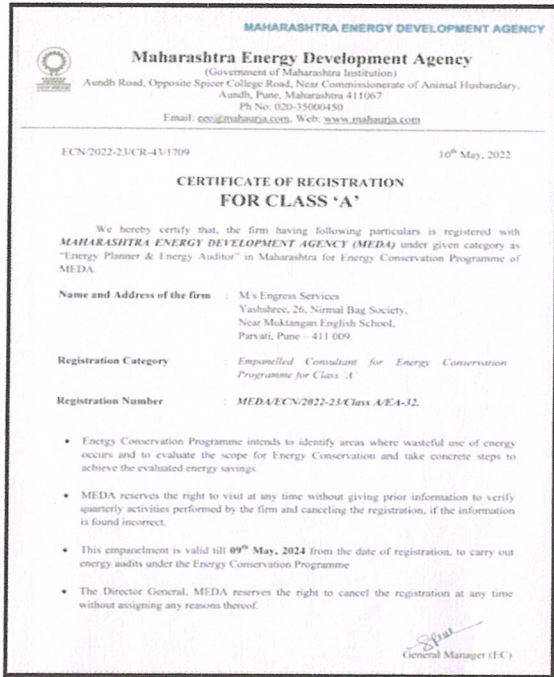 MAHARASHTRA ENERGY DEVELOPMENT AGENCY
Maharashtra Energy Development Agency
(Government of Maharashtra Institution)
Aundh Road, Opposite Spicer College Road, Near Commissionerate of Animal Husbandary,
Aundh, Pune, Maharashtra 411067
Ph No: 020-35000450
Email: eee@mahaurja.com, Web: www.mahaurja.com
ECN/2022-23/CR-43/1709
10th May, 2022
CERTIFICATE OF REGISTRATION
FOR CLASS ‘A’
We hereby certify that, the firm having following particulars is registered with
MAHARASHTRA ENERGY DEVELOPMENT AGENCY (MEDA) under given category as
“Energy Planner & Energy Auditor” in Maharashtra for Energy Conservation Programme of
MEDA.
Name and Address of the firm : M/s Engress Services
Yashshree, 26, Nirmal Bag Society,
Near Muktangan English School,
Parvati, Pune – 411 009.
Registration Category : Empanelled Consultant for Energy Conservation
Programme for Class ‘A’
Registration Number : MEDA/ECN/2022-23/Class A/EA-32.
• Energy Conservation Programme intends to identify areas where wasteful use of energy
occurs and to evaluate the scope for Energy Conservation and take concrete steps to
achieve the evaluated energy savings.
• MEDA reserves the right to visit at any time without giving prior information to verify
quarterly activities performed by the firm and canceling the registration, if the information
is found incorrect.
• This empanelment is valid till 09th May, 2024 from the date of registration, to carry out
energy audits under the Energy Conservation Programme
• The Director General, MEDA reserves the right to cancel the registration at any time
without assigning any reasons thereof.
General Manager (EC)